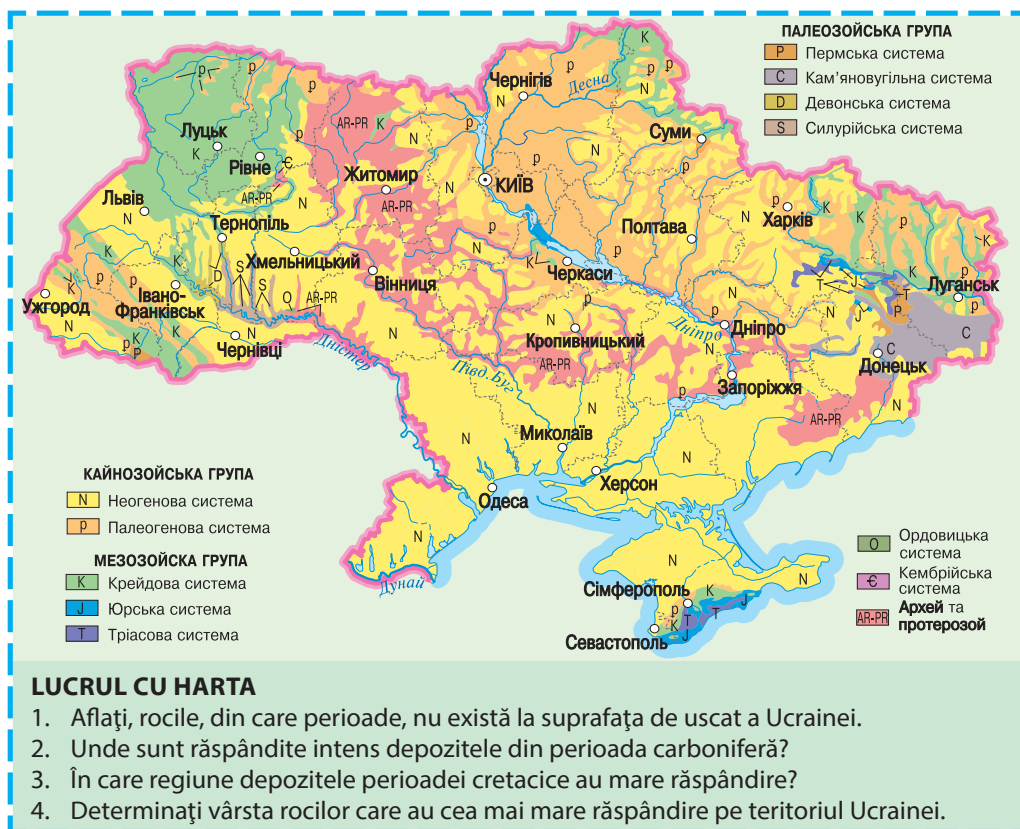 ПАЛЕОЗОЙСЬКА ГРУПА
P Пермська система
C Кам’яновугільна система
D Девонська система
S Силурійська система
Чернігів
Десна
Суми
Луцьк
Рівне
Житомир
КИЇВ
Львів
Тернопіль
Хмельницький
Полтава
Харків
Вінниця
Черкаси
Луганськ
Ужгород
Івано-
Франківськ
Чернівці
Дністер
Півд. Буг
Кропивницький
Дніпро
Дніпро
Донецьк
Запоріжжя
Миколаїв
Херсон
Одеса
Дунай
Сімферополь
Севастополь
КАЙНОЗОЙСЬКА ГРУПА
N Неогенова система
p Палеогенова система
МЕЗОЗОЙСКА ГРУПА
K Крейдова система
J Юрська система
T Тріасова система
O Ордовицька
система
Є Кембрійська
система
AR-PR Архей та
протерозой
LUCRUL CU HARTA
1. Aflați, rocile, din care perioade, nu există la suprafața de uscat a Ucrainei.
2. Unde sunt răspândite intens depozitele din perioada carboniferă?
3. În care regiune depozitele perioadei cretacice au mare răspândire?
4. Determinați vârsta rocilor care au cea mai mare răspândire pe teritoriul Ucrainei.